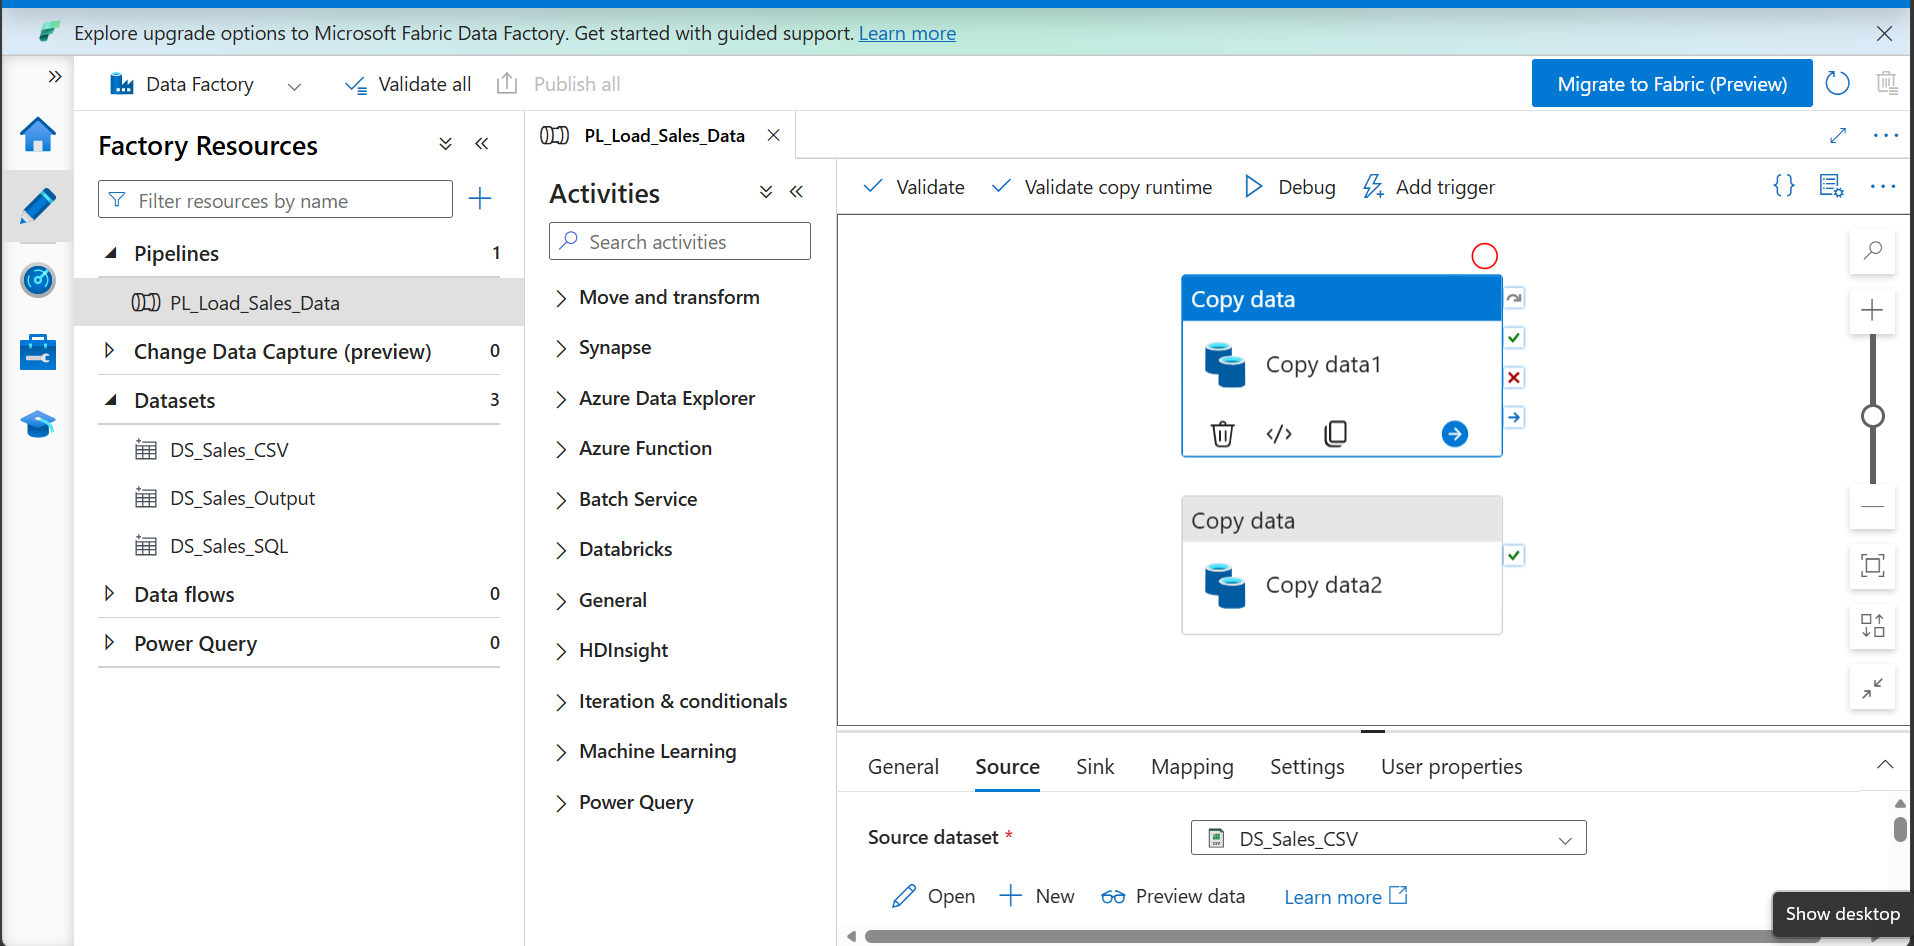 Explore upgrade options to Microsoft Fabric Data Factory. Get started with guided support. Learn more
Data Factory
Validate all
Publish all
Migrate to Fabric (Preview)
Factory Resources
Filter resources by name
Pipelines 1
PL_Load_Sales_Data
Change Data Capture (preview) 0
Datasets 3
DS_Sales_CSV
DS_Sales_Output
DS_Sales_SQL
Data flows 0
Power Query 0
PL_Load_Sales_Data
Activities
Search activities
Move and transform
Synapse
Azure Data Explorer
Azure Function
Batch Service
Databricks
General
HDInsight
Iteration & conditionals
Machine Learning
Power Query
Validate
Validate copy runtime
Debug
Add trigger
Copy data
Copy data1
Copy data
Copy data2
General
Source
Sink
Mapping
Settings
User properties
Source dataset *
DS_Sales_CSV
Open
New
Preview data
Learn more
Show desktop